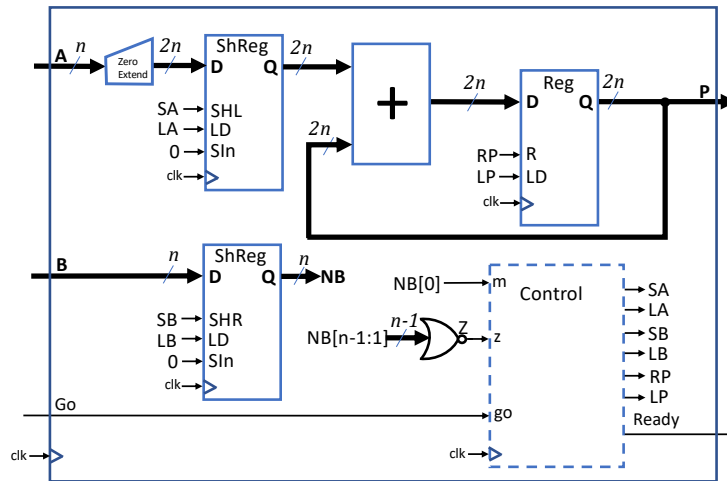 A
n
Zero
Extend
2n
ShReg
D
Q
SA
SHL
LA
LD
0
SIn
clk
2n
2n
+
2n
Reg
D
Q
RP
R
LP
LD
clk
2n
P
B
n
ShReg
D
Q
n
NB
SB
SHR
LB
LD
0
SIn
clk
NB[0]
m
Control
NB[n-1:1]
n-1
Z
z
SA
LA
SB
LB
RP
LP
Go
go
Ready
clk
clk